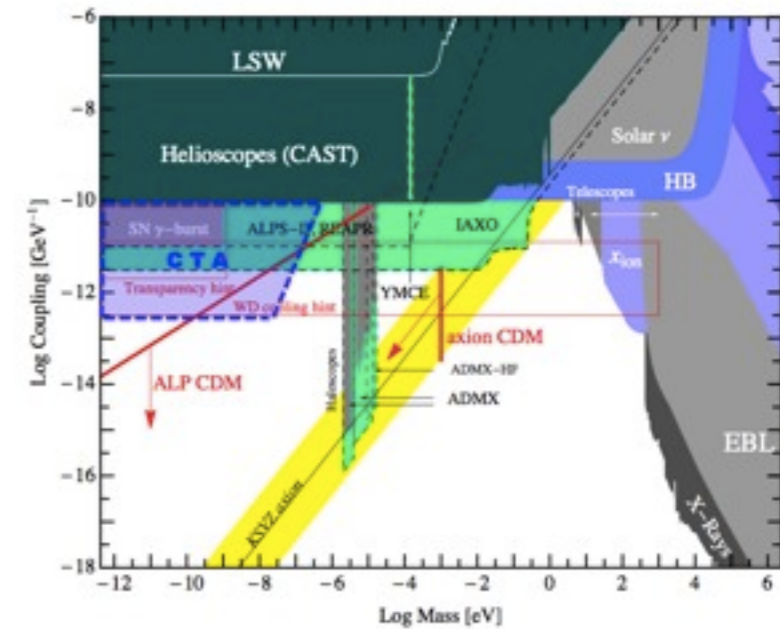 -6
LSW
-8
Solar ν
Helioscopes (CAST)
HB
-10
Telescopes
SN γ-burst
ALPS-II, REAPR
IAXO
CTA
xion
Transparency hint
YMCE
-12
WD cooling hint
axion CDM
ALP CDM
Haloscopes
ADMX-HF
-14
ADMX
EBL
-16
X-Rays
KSVZ axion
-18
-12
-10
-8
-6
-4
-2
0
2
4
6
Log Mass [eV]
Log Coupling [GeV⁻¹]